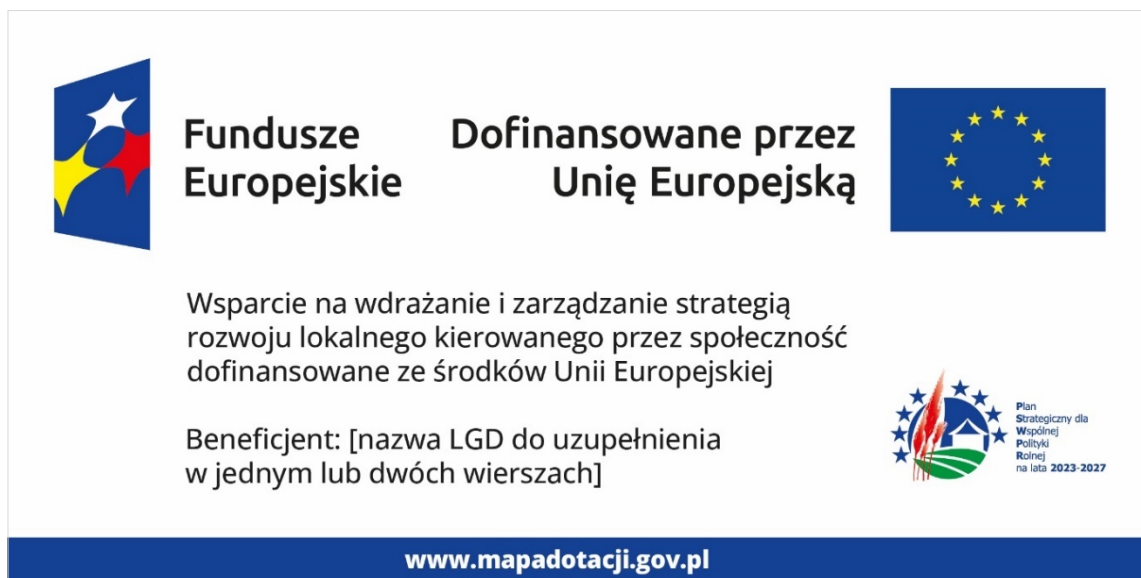 Fundusze
Europejskie
Dofinansowane przez
Unię Europejską
Wsparcie na wdrażanie i zarządzanie strategią
rozwoju lokalnego kierowanego przez społeczność
dofinansowane ze środków Unii Europejskiej
Beneficjent: [nazwa LGD do uzupełnienia
w jednym lub dwóch wierszach]
Plan
Strategiczny dla
Wspólnej
Polityki
Rolnej
na lata 2023-2027
www.mapadotacji.gov.pl